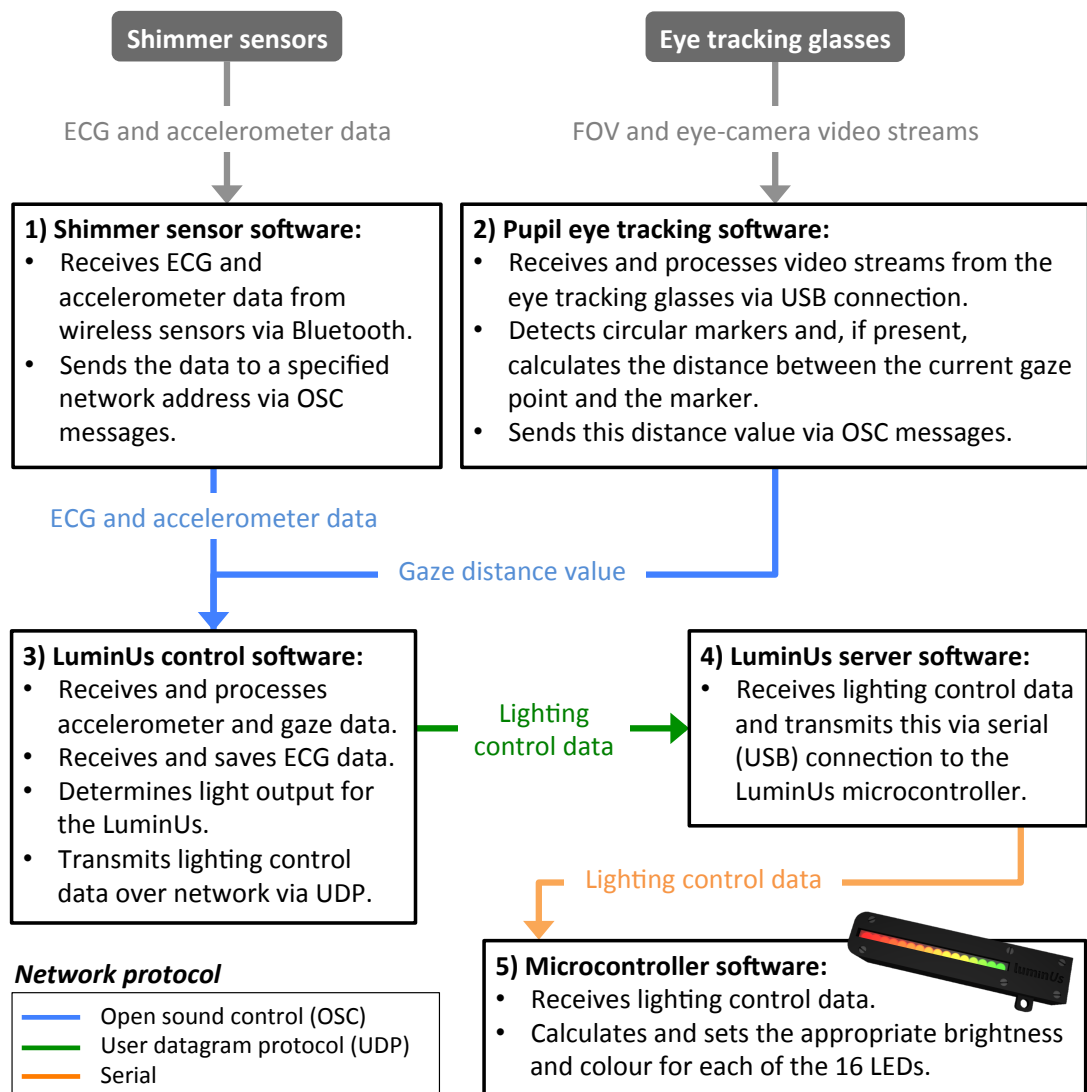 Shimmer sensors
Eye tracking glasses
ECG and accelerometer data
FOV and eye-camera video streams
1) Shimmer sensor software:
• Receives ECG and
accelerometer data from
wireless sensors via Bluetooth.
• Sends the data to a specified
network address via OSC
messages.
2) Pupil eye tracking software:
• Receives and processes video streams from the
eye tracking glasses via USB connection.
• Detects circular markers and, if present,
calculates the distance between the current gaze
point and the marker.
• Sends this distance value via OSC messages.
ECG and accelerometer data
Gaze distance value
3) LuminUs control software:
• Receives and processes
accelerometer and gaze data.
• Receives and saves ECG data.
• Determines light output for
the LuminUs.
• Transmits lighting control
data over network via UDP.
Lighting
control data
4) LuminUs server software:
• Receives lighting control data
and transmits this via serial
(USB) connection to the
LuminUs microcontroller.
Lighting control data
luminUs
5) Microcontroller software:
• Receives lighting control data.
• Calculates and sets the appropriate brightness
and colour for each of the 16 LEDs.
Network protocol
Open sound control (OSC)
User datagram protocol (UDP)
Serial